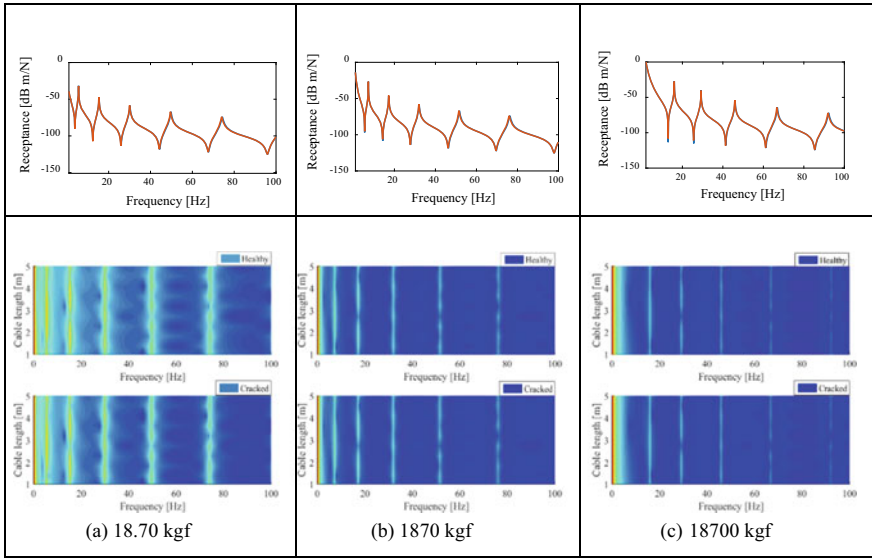 0
-50
-100
-150
Receptance [dB m/N]
0 20 40 60 80 100
Frequency [Hz]
0
-50
-100
-150
Receptance [dB m/N]
0 20 40 60 80 100
Frequency [Hz]
0
-50
-100
-150
Receptance [dB m/N]
0 20 40 60 80 100
Frequency [Hz]
Healthy
Cable length [m]
5
4
3
2
1
0 20 40 60 80 100
Frequency [Hz]
Cracked
Cable length [m]
5
4
3
2
1
0 20 40 60 80 100
Frequency [Hz]
(a) 18.70 kgf
Healthy
Cable length [m]
5
4
3
2
1
0 20 40 60 80 100
Frequency [Hz]
Cracked
Cable length [m]
5
4
3
2
1
0 20 40 60 80 100
Frequency [Hz]
(b) 1870 kgf
Healthy
Cable length [m]
5
4
3
2
1
0 20 40 60 80 100
Frequency [Hz]
Cracked
Cable length [m]
5
4
3
2
1
0 20 40 60 80 100
Frequency [Hz]
(c) 18700 kgf